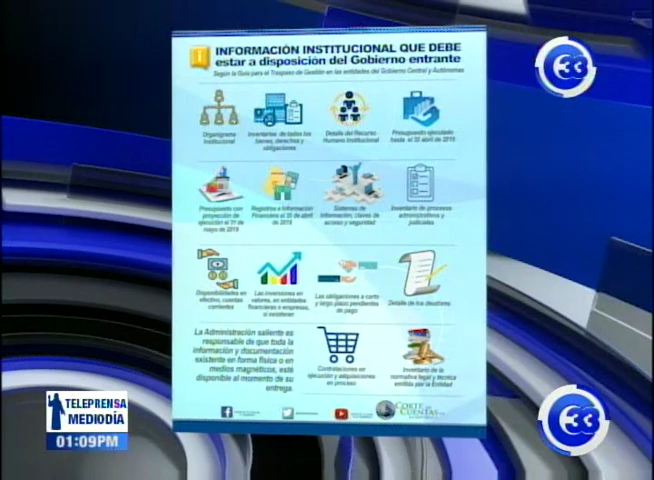 INFORMACIÓN INSTITUCIONAL QUE DEBE
estar a disposición del Gobierno entrante
Según la Guía para el Traspaso de Gestión en las entidades del Gobierno Central y Autónomas
33
Organigrama
Institucional
Inventarios de todos los
bienes, derechos y
obligaciones
Detalle del Recurso
Humano Institucional
Presupuesto ejecutado
hasta el 30 abril de 2019
Presupuesto con
proyección de
ejecución al 31 de
mayo de 2019
Registros e Información
Financiera al 30 de abril
de 2019
Sistemas de
información, claves de
acceso y seguridad
Inventario de procesos
administrativos y
judiciales
Disponibilidades en
efectivo, cuentas
corrientes
Las inversiones en
valores, en entidades
financieras o empresas,
si existieren
Las obligaciones a corto y
largo plazo pendientes
de pago
Detalle de los deudores
La Administración saliente es
responsable de que toda la
información y documentación
existente en forma física o en
medios magnéticos, esté
disponible al momento de su
entrega.
Contrataciones en
ejecución y adquisiciones
en proceso
Inventario de la
normativa legal y técnica
emitida por la Entidad
CORTE DE
CUENTAS
TELEPRENSA
MEDIODÍA
01:09PM
33